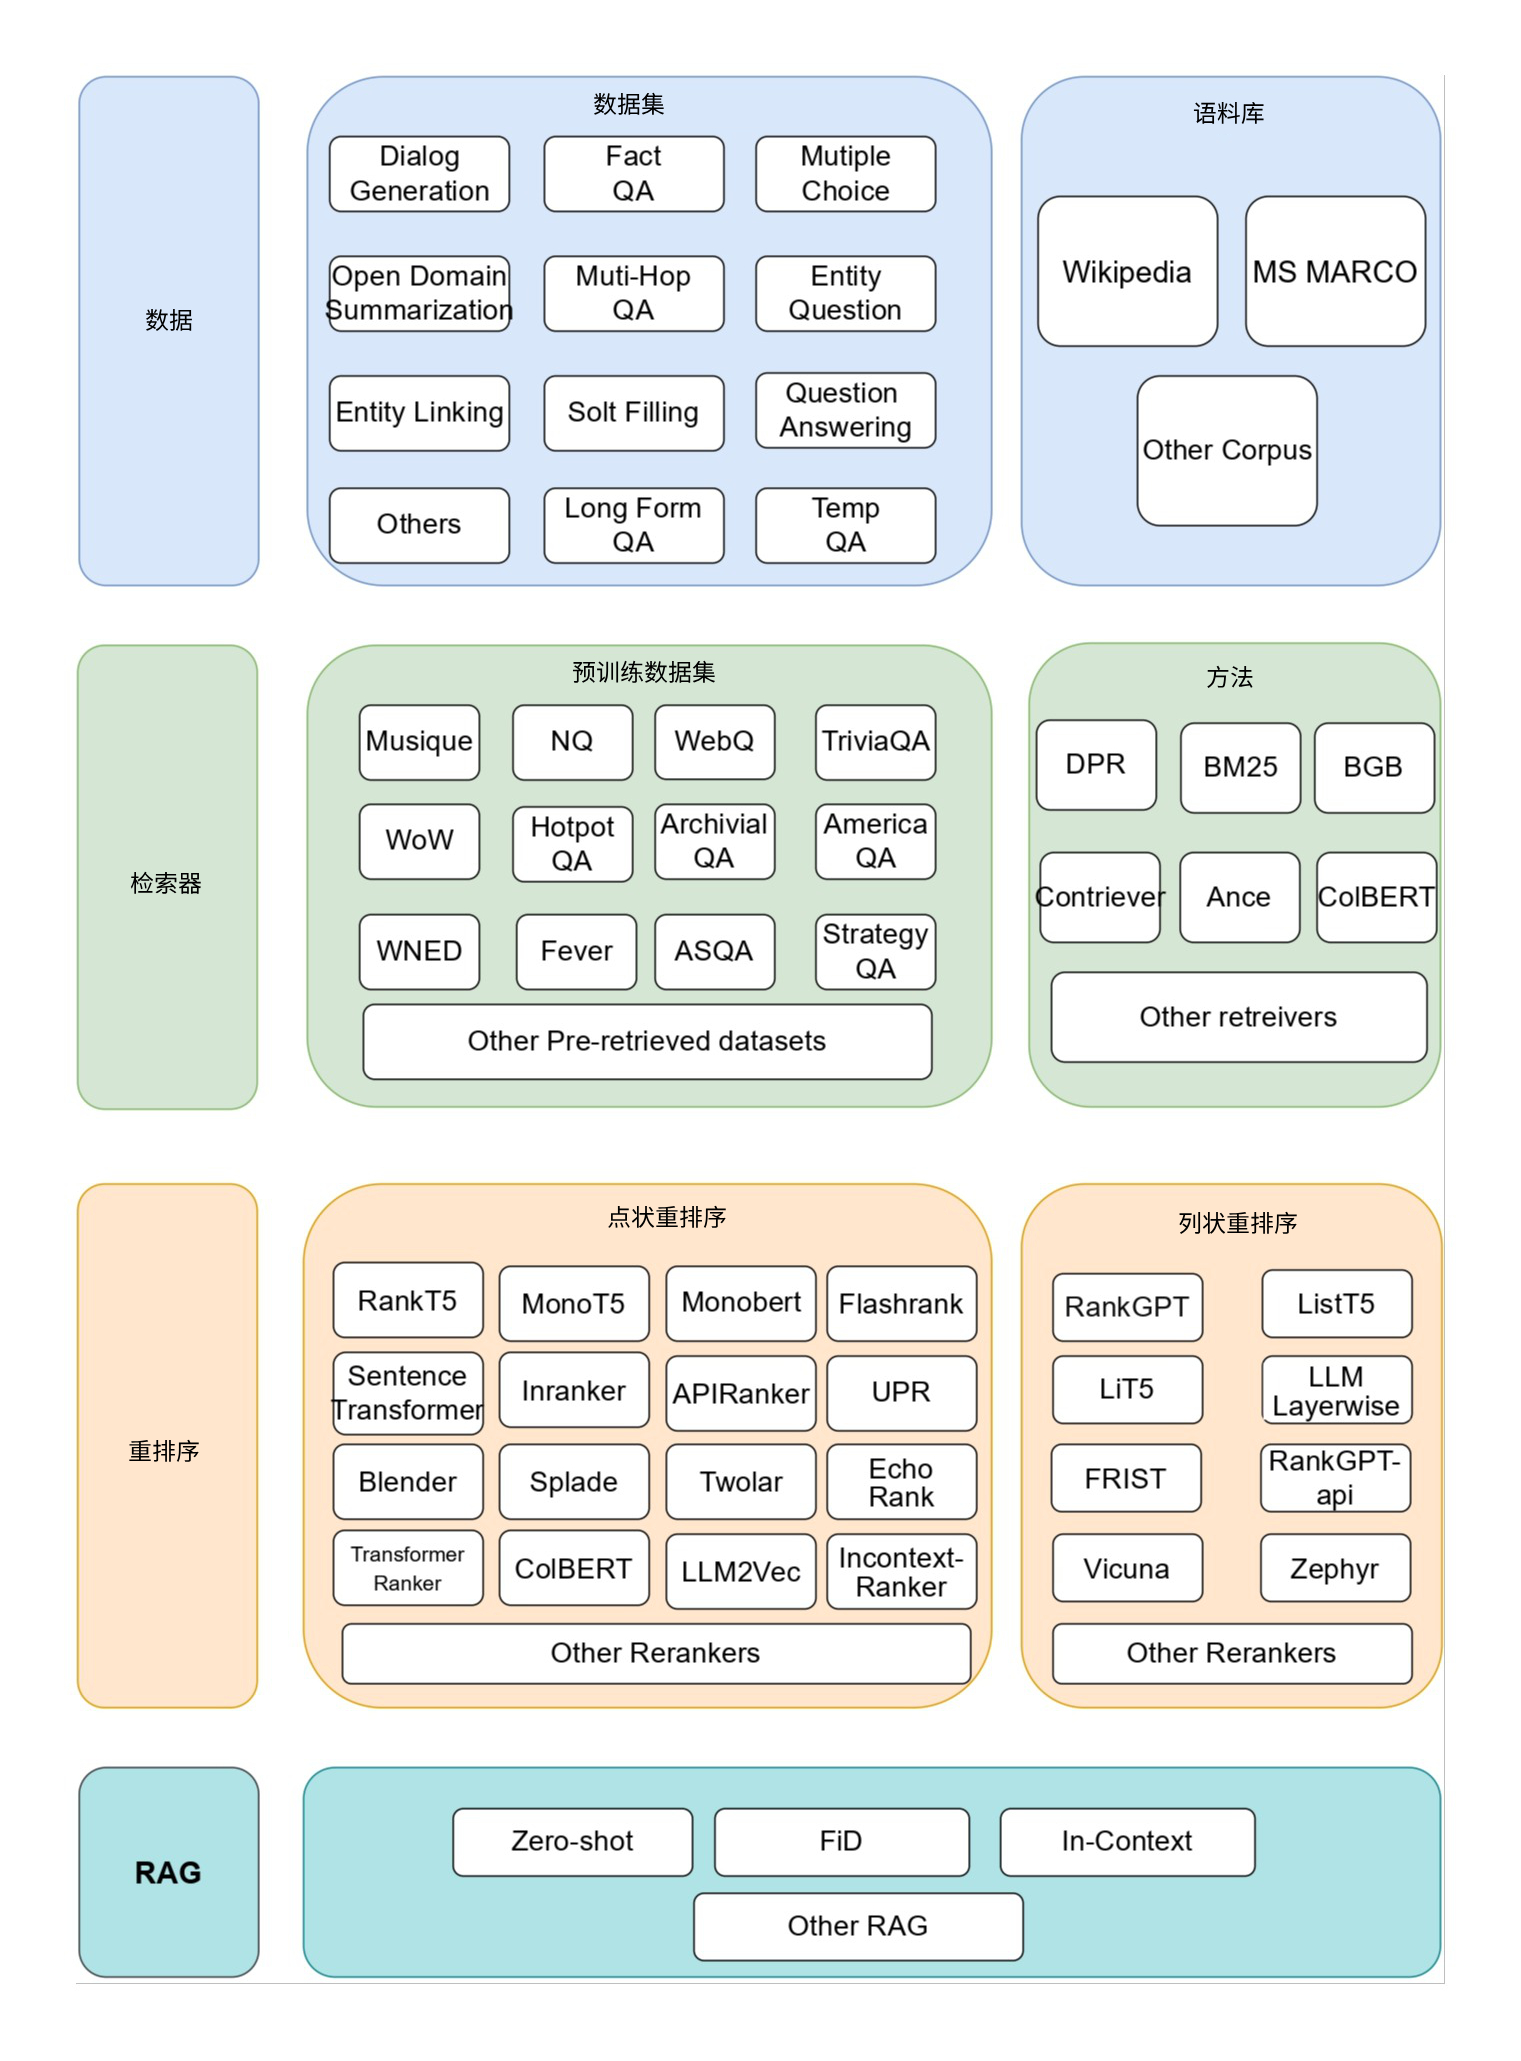 数据
数据集
Dialog
Generation
Fact
QA
Mutiple
Choice
Open Domain
Summarization
Muti-Hop
QA
Entity
Question
Entity Linking
Solt Filling
Question
Answering
Others
Long Form
QA
Temp
QA
语料库
Wikipedia
MS MARCO
Other Corpus
检索器
预训练数据集
Musique
NQ
WebQ
TriviaQA
WoW
Hotpot
QA
Archivial
QA
America
QA
WNED
Fever
ASQA
Strategy
QA
Other Pre-retrieved datasets
方法
DPR
BM25
BGB
Contriever
Ance
ColBERT
Other retreivers
重排序
点状重排序
RankT5
MonoT5
Monobert
Flashrank
Sentence
Transformer
Inranker
APIRanker
UPR
Blender
Splade
Twolar
Echo
Rank
Transformer
Ranker
ColBERT
LLM2Vec
Incontext-
Ranker
Other Rerankers
列状重排序
RankGPT
ListT5
LiT5
LLM
Layerwise
FRIST
RankGPT-
api
Vicuna
Zephyr
Other Rerankers
RAG
Zero-shot
FiD
In-Context
Other RAG